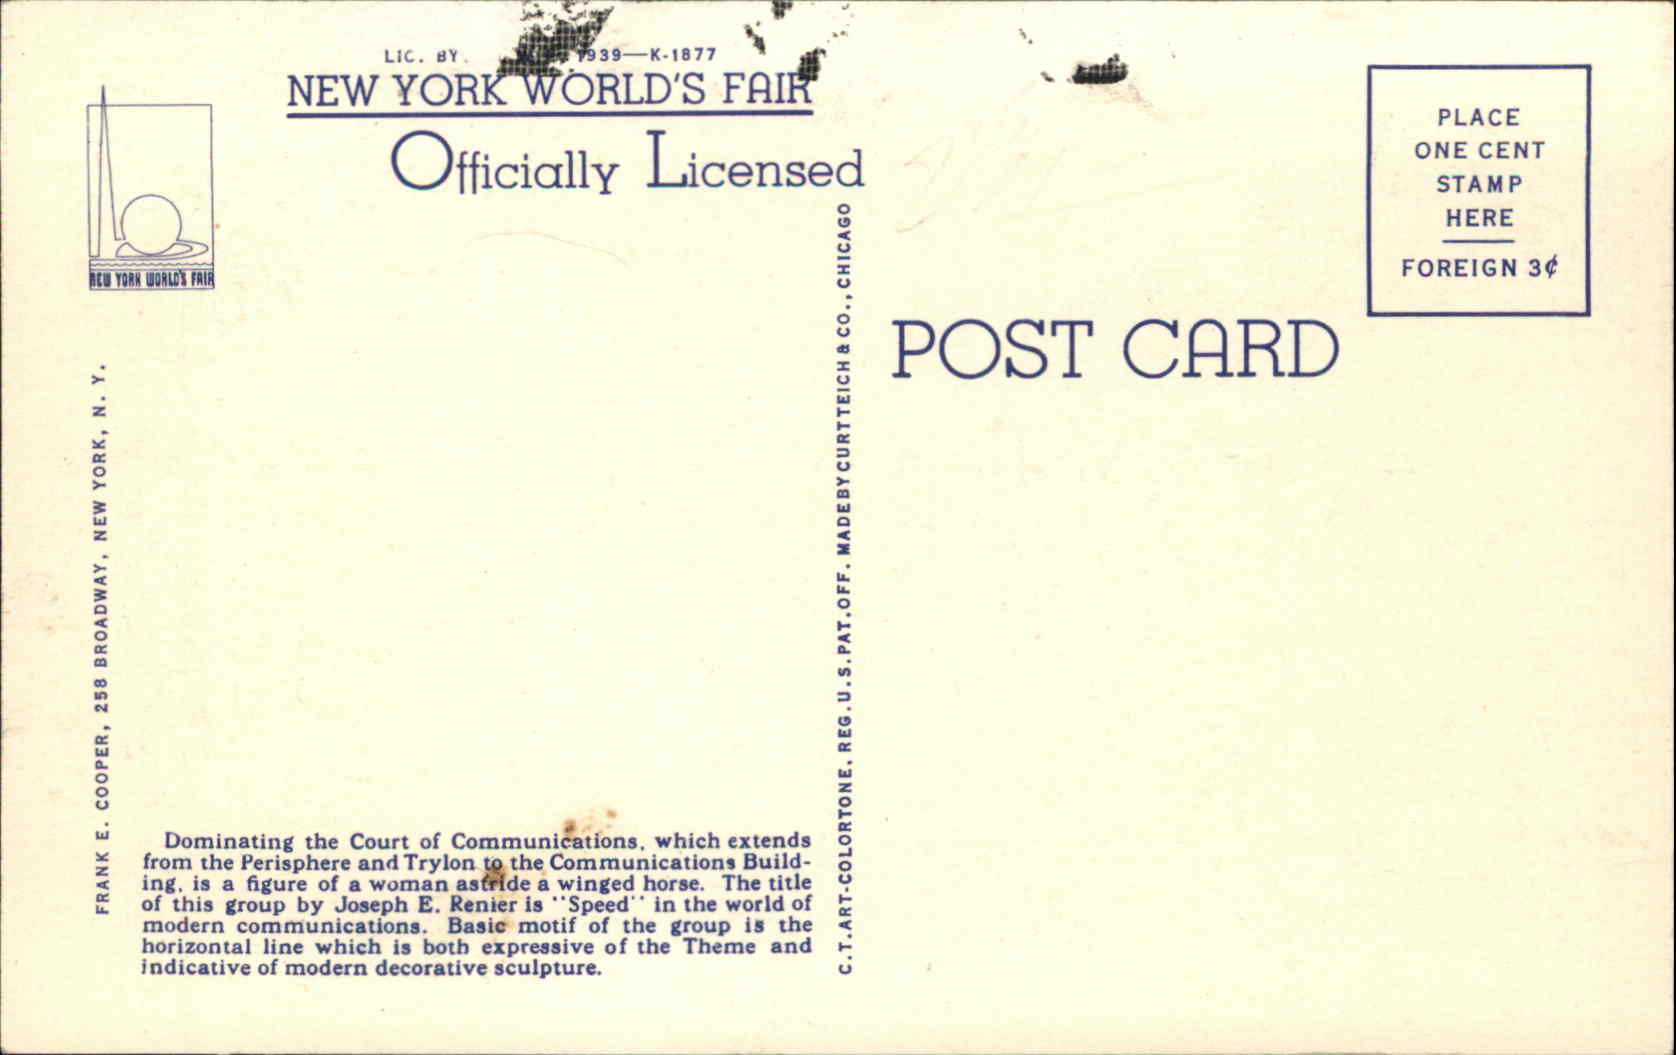 LIC. BY 1939—K-1877
NEW YORK WORLD'S FAIR
Officially Licensed
NEW YORK WORLD'S FAIR
PLACE
ONE CENT
STAMP
HERE
FOREIGN 3¢
POST CARD
FRANK E. COOPER, 258 BROADWAY, NEW YORK, N. Y.
C.T.ART-COLORTONE. REG.U.S.PAT.OFF. MADE BY CURT TEICH & CO., CHICAGO
Dominating the Court of Communications, which extends
from the Perisphere and Trylon to the Communications Build-
ing, is a figure of a woman astride a winged horse. The title
of this group by Joseph E. Renier is "Speed" in the world of
modern communications. Basic motif of the group is the
horizontal line which is both expressive of the Theme and
indicative of modern decorative sculpture.